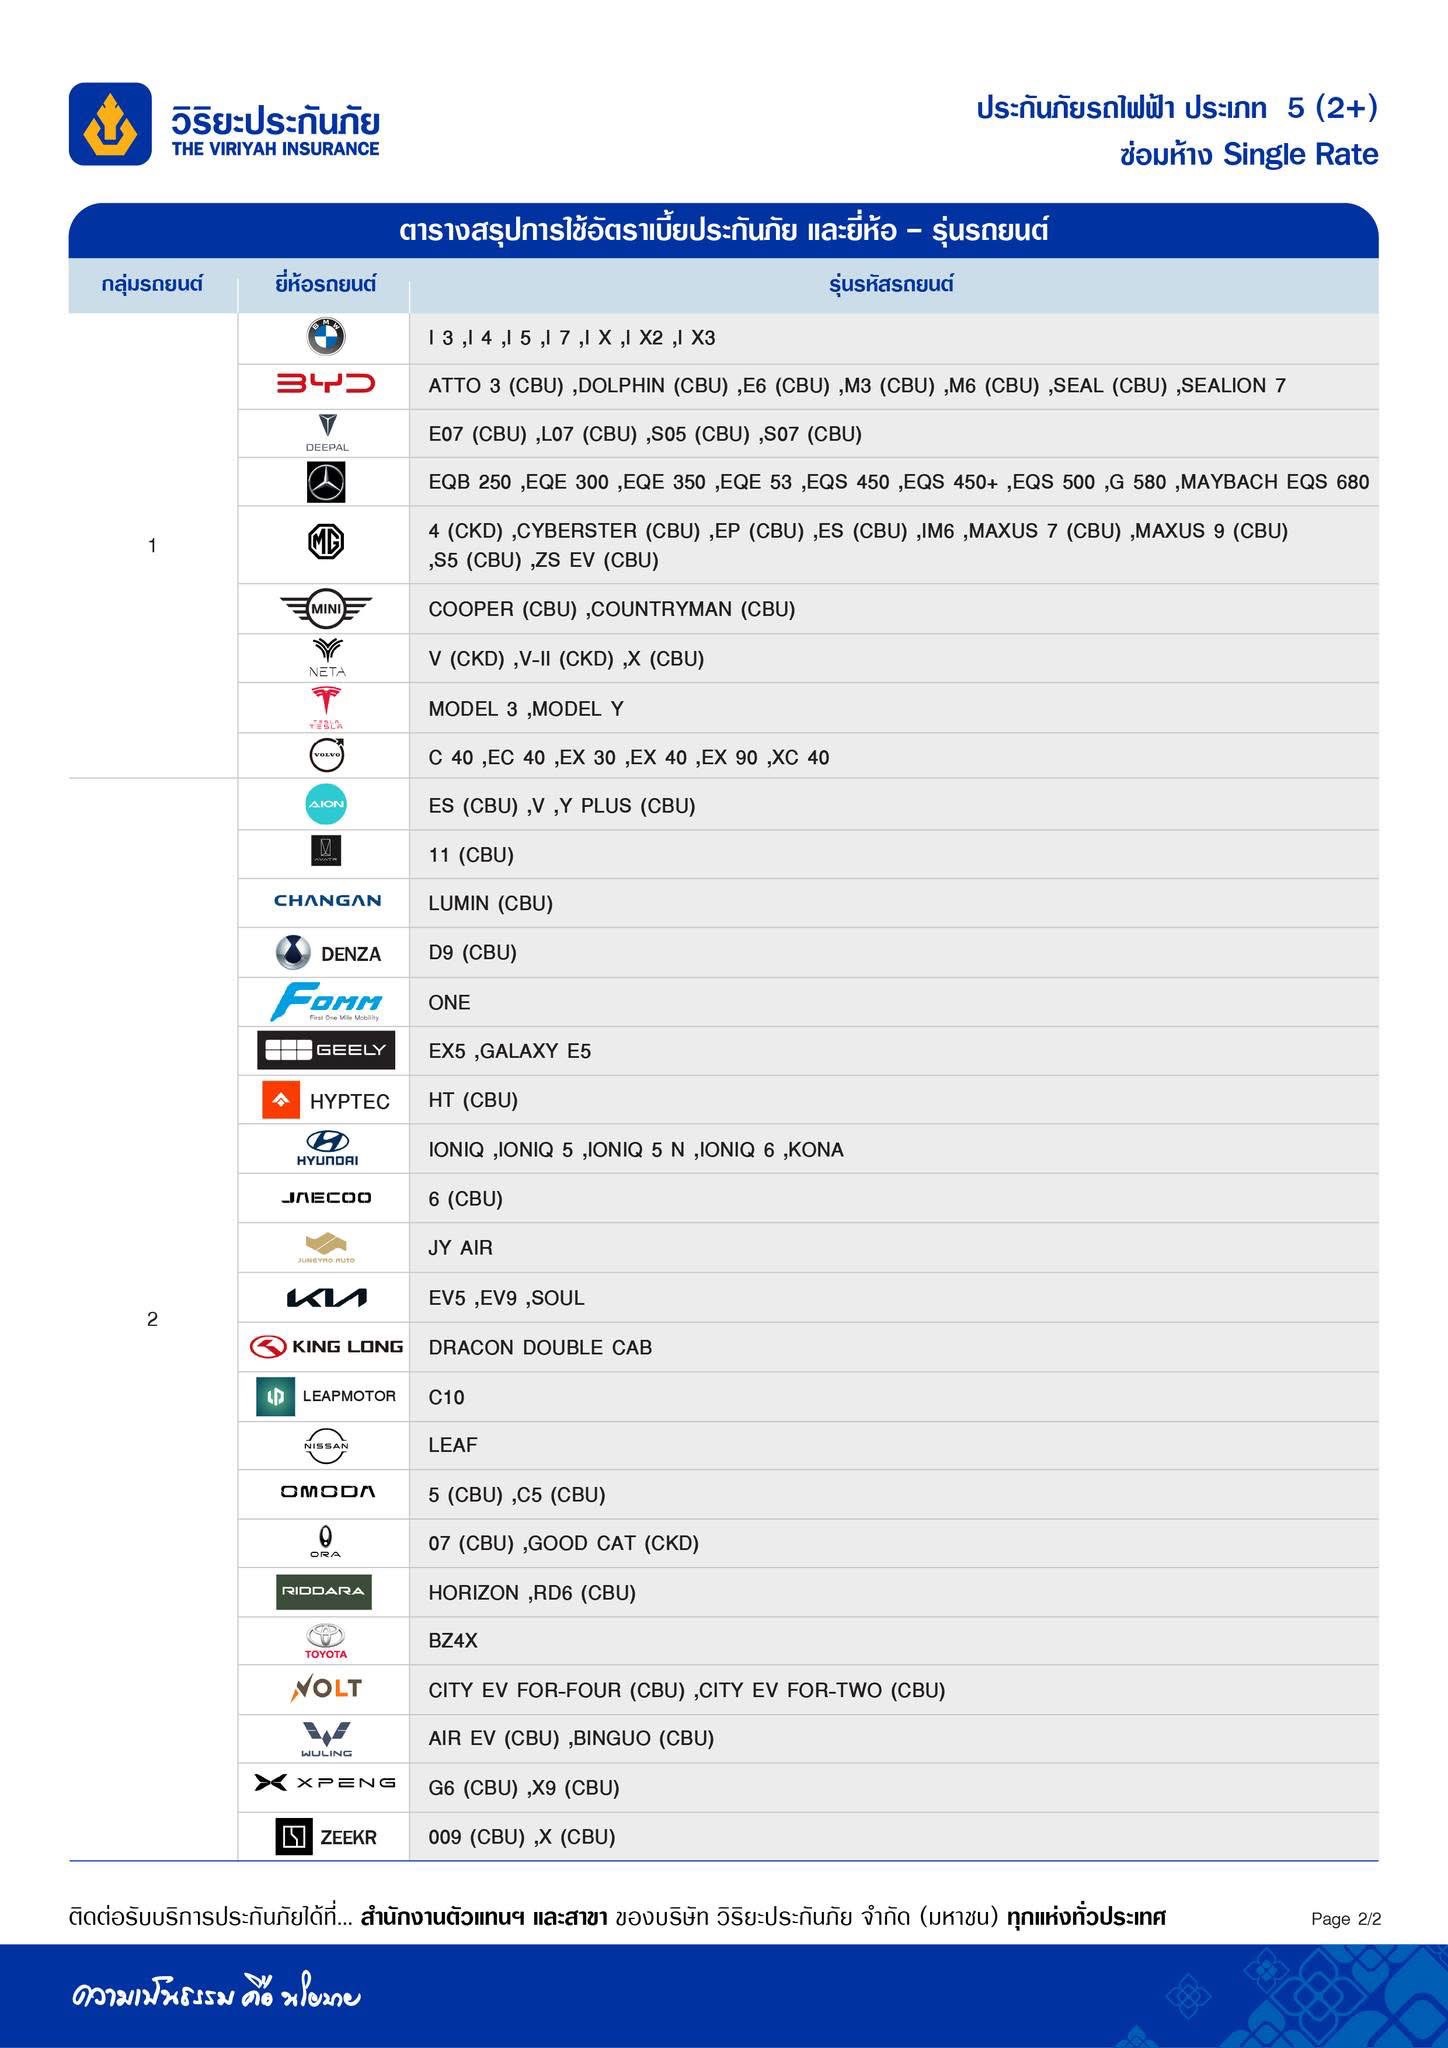 วิริยะประกันภัย
THE VIRIYAH INSURANCE
ประกันภัยรถไฟฟ้า ประเภท 5 (2+)
ซ่อมห้าง Single Rate
ตารางสรุปการใช้อัตราเบี้ยประกันภัย และยี่ห้อ – รุ่นรถยนต์
กลุ่มรถยนต์ ยี่ห้อรถยนต์ รุ่นรหัสรถยนต์
1
BMW I 3 ,I 4 ,I 5 ,I 7 ,I X ,I X2 ,I X3
BYD ATTO 3 (CBU) ,DOLPHIN (CBU) ,E6 (CBU) ,M3 (CBU) ,M6 (CBU) ,SEAL (CBU) ,SEALION 7
DEEPAL E07 (CBU) ,L07 (CBU) ,S05 (CBU) ,S07 (CBU)
EQB 250 ,EQE 300 ,EQE 350 ,EQE 53 ,EQS 450 ,EQS 450+ ,EQS 500 ,G 580 ,MAYBACH EQS 680
MG 4 (CKD) ,CYBERSTER (CBU) ,EP (CBU) ,ES (CBU) ,IM6 ,MAXUS 7 (CBU) ,MAXUS 9 (CBU)
,S5 (CBU) ,ZS EV (CBU)
MINI COOPER (CBU) ,COUNTRYMAN (CBU)
NETA V (CKD) ,V-II (CKD) ,X (CBU)
TESLA MODEL 3 ,MODEL Y
VOLVO C 40 ,EC 40 ,EX 30 ,EX 40 ,EX 90 ,XC 40
2
AION ES (CBU) ,V ,Y PLUS (CBU)
AVATR 11 (CBU)
CHANGAN LUMIN (CBU)
DENZA D9 (CBU)
FOMM First One Mile Mobility ONE
GEELY EX5 ,GALAXY E5
HYPTEC HT (CBU)
HYUNDAI IONIQ ,IONIQ 5 ,IONIQ 5 N ,IONIQ 6 ,KONA
JAECOO 6 (CBU)
JUNEYAO AUTO JY AIR
KIA EV5 ,EV9 ,SOUL
KING LONG DRACON DOUBLE CAB
LEAPMOTOR C10
NISSAN LEAF
OMODA 5 (CBU) ,C5 (CBU)
ORA 07 (CBU) ,GOOD CAT (CKD)
RIDDARA HORIZON ,RD6 (CBU)
TOYOTA BZ4X
VOLT CITY EV FOR-FOUR (CBU) ,CITY EV FOR-TWO (CBU)
WULING AIR EV (CBU) ,BINGUO (CBU)
XPENG G6 (CBU) ,X9 (CBU)
ZEEKR 009 (CBU) ,X (CBU)
ติดต่อรับบริการประกันภัยได้ที่... สำนักงานตัวแทนฯ และสาขา ของบริษัท วิริยะประกันภัย จำกัด (มหาชน) ทุกแห่งทั่วประเทศ
Page 2/2
ความเป็นธรรม คือ นโยบาย